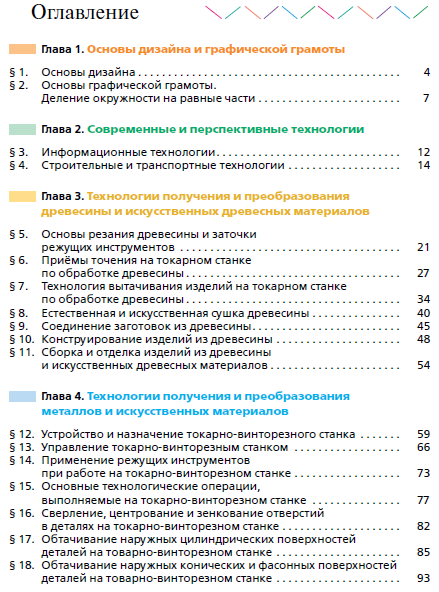 Оглавление
Глава 1. Основы дизайна и графической грамоты
§ 1. Основы дизайна . . . . . . . . . . . . . . . . . . . . . . . . . . . . . . . . . . . . . . 4
§ 2. Основы графической грамоты.
Деление окружности на равные части . . . . . . . . . . . . . . . . . . . . 7
Глава 2. Современные и перспективные технологии
§ 3. Информационные технологии. . . . . . . . . . . . . . . . . . . . . . . . . . 12
§ 4. Строительные и транспортные технологии . . . . . . . . . . . . . . . 14
Глава 3. Технологии получения и преобразования
древесины и искусственных древесных материалов
§ 5. Основы резания древесины и заточки
режущих инструментов . . . . . . . . . . . . . . . . . . . . . . . . . . . . . . . 21
§ 6. Приёмы точения на токарном станке
по обработке древесины . . . . . . . . . . . . . . . . . . . . . . . . . . . . . . 27
§ 7. Технология вытачивания изделий на токарном станке
по обработке древесины . . . . . . . . . . . . . . . . . . . . . . . . . . . . . . 34
§ 8. Естественная и искусственная сушка древесины . . . . . . . . . . . 40
§ 9. Соединение заготовок из древесины. . . . . . . . . . . . . . . . . . . . . 45
§ 10. Конструирование изделий из древесины . . . . . . . . . . . . . . . . . 48
§ 11. Сборка и отделка изделий из древесины
и искусственных древесных материалов . . . . . . . . . . . . . . . . . . 54
Глава 4. Технологии получения и преобразования
металлов и искусственных материалов
§ 12. Устройство и назначение токарно-винторезного станка . . . . . . 59
§ 13. Управление токарно-винторезным станком . . . . . . . . . . . . . . . 66
§ 14. Применение режущих инструментов
при работе на токарно-винторезном станке . . . . . . . . . . . . . . . 73
§ 15. Основные технологические операции,
выполняемые на токарно-винторезном станке . . . . . . . . . . . . . 77
§ 16. Сверление, центрование и зенкование отверстий
в деталях на токарно-винторезном станке . . . . . . . . . . . . . . . . . 82
§ 17. Обтачивание наружных цилиндрических поверхностей
деталей на товарно-винторезном станке . . . . . . . . . . . . . . . . . . 85
§ 18. Обтачивание наружных конических и фасонных поверхностей
деталей на товарно-винторезном станке . . . . . . . . . . . . . . . . . . 93